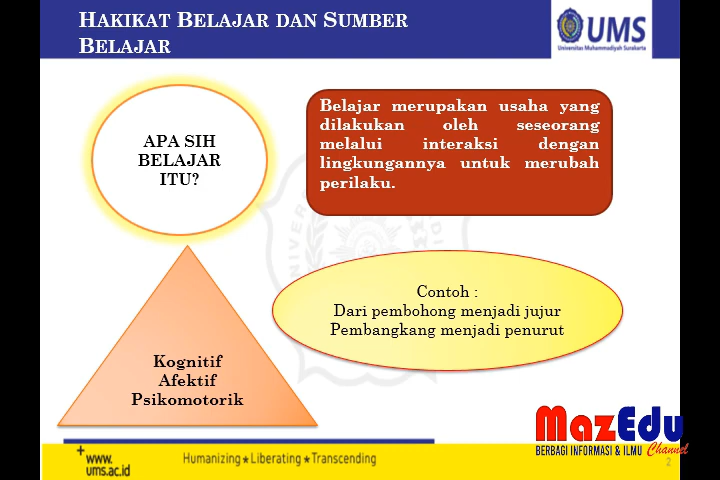 HAKIKAT BELAJAR DAN SUMBER
BELAJAR
UMS
Universitas Muhammadiyah Surakarta
APA SIH
BELAJAR
ITU?
Belajar merupakan usaha yang
dilakukan oleh seseorang
melalui interaksi dengan
lingkungannya untuk merubah
perilaku.
Contoh :
Dari pembohong menjadi jujur
Pembangkang menjadi penurut
Kognitif
Afektif
Psikomotorik
MazEdu
BERBAGI INFORMASI & ILMU Channel
www.
ums.ac.id
Humanizing ★ Liberating ★ Transcending
2